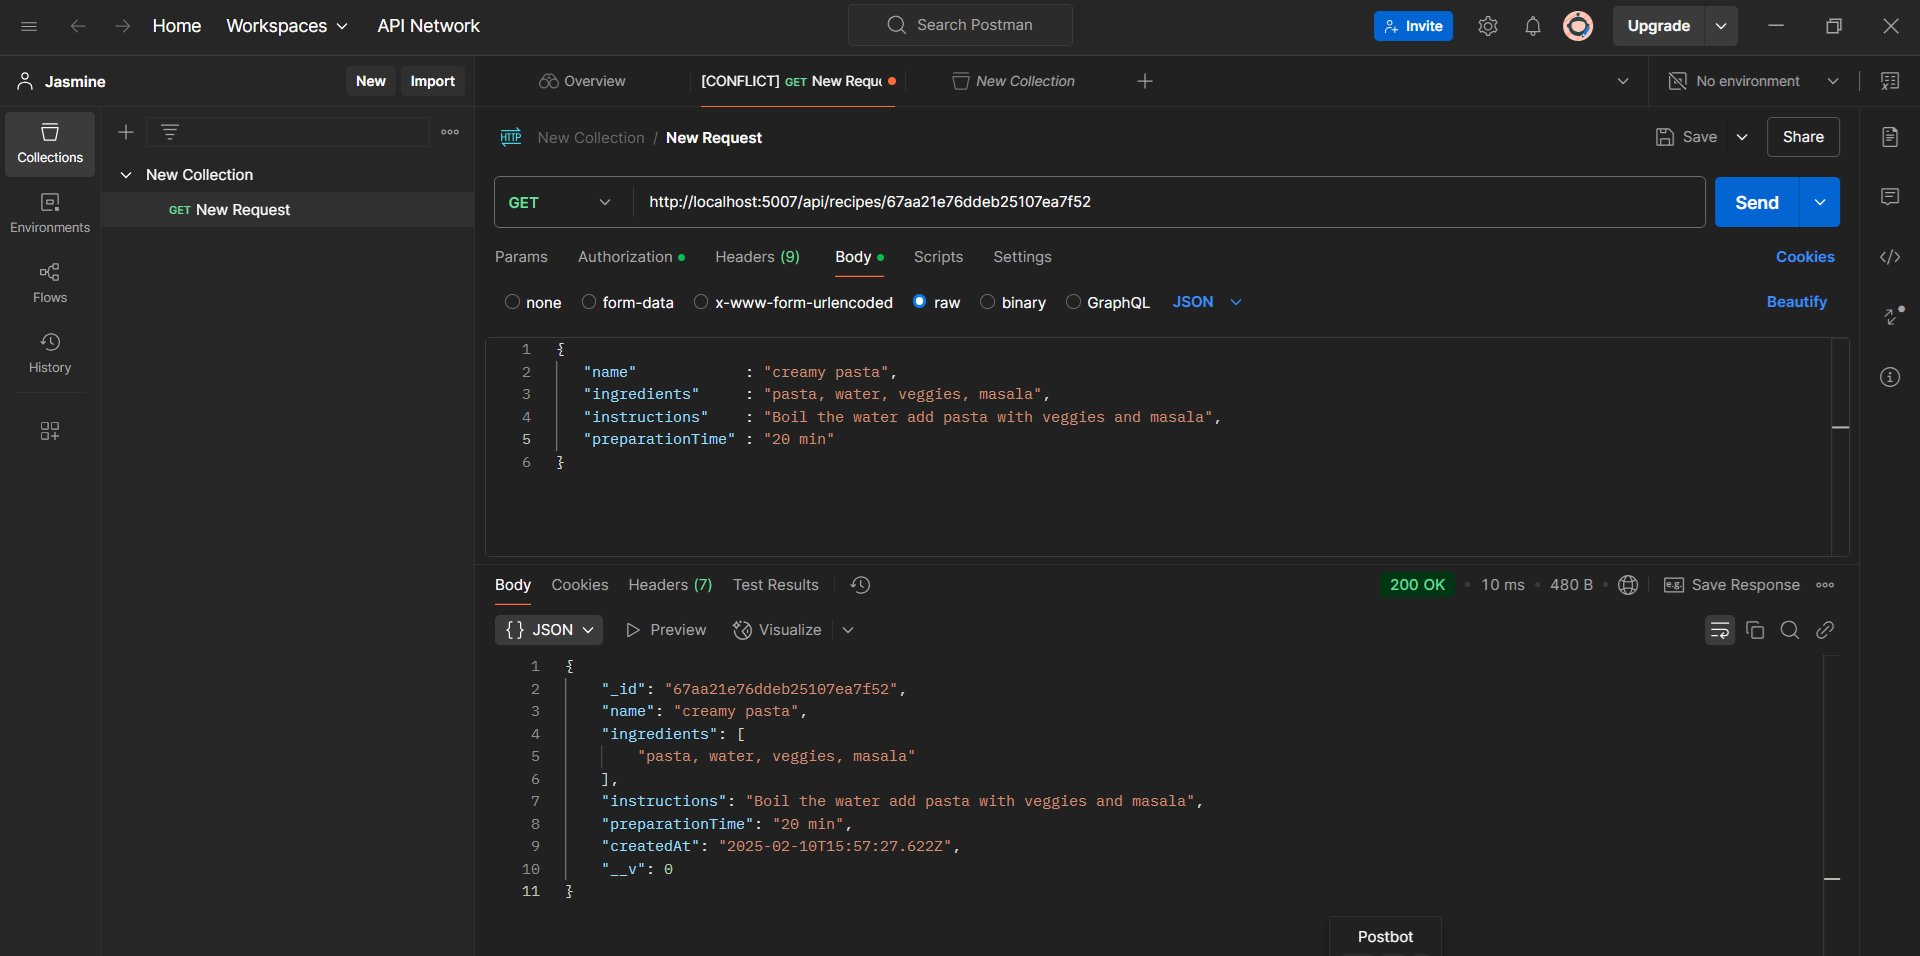 Home Workspaces API Network Search Postman Invite Upgrade
Jasmine New Import Overview [CONFLICT] GET New Reque New Collection No environment
Collections
Environments
Flows
History
New Collection
GET New Request
HTTP New Collection / New Request Save Share
GET http://localhost:5007/api/recipes/67aa21e76ddeb25107ea7f52 Send
Params Authorization Headers (9) Body Scripts Settings Cookies
none form-data x-www-form-urlencoded raw binary GraphQL JSON Beautify
1 {
2 "name" : "creamy pasta",
3 "ingredients" : "pasta, water, veggies, masala",
4 "instructions" : "Boil the water add pasta with veggies and masala",
5 "preparationTime" : "20 min"
6 }
Body Cookies Headers (7) Test Results 200 OK 10 ms 480 B e.g. Save Response
{} JSON Preview Visualize
1 {
2 "_id": "67aa21e76ddeb25107ea7f52",
3 "name": "creamy pasta",
4 "ingredients": [
5 "pasta, water, veggies, masala"
6 ],
7 "instructions": "Boil the water add pasta with veggies and masala",
8 "preparationTime": "20 min",
9 "createdAt": "2025-02-10T15:57:27.622Z",
10 "__v": 0
11 }
Postbot